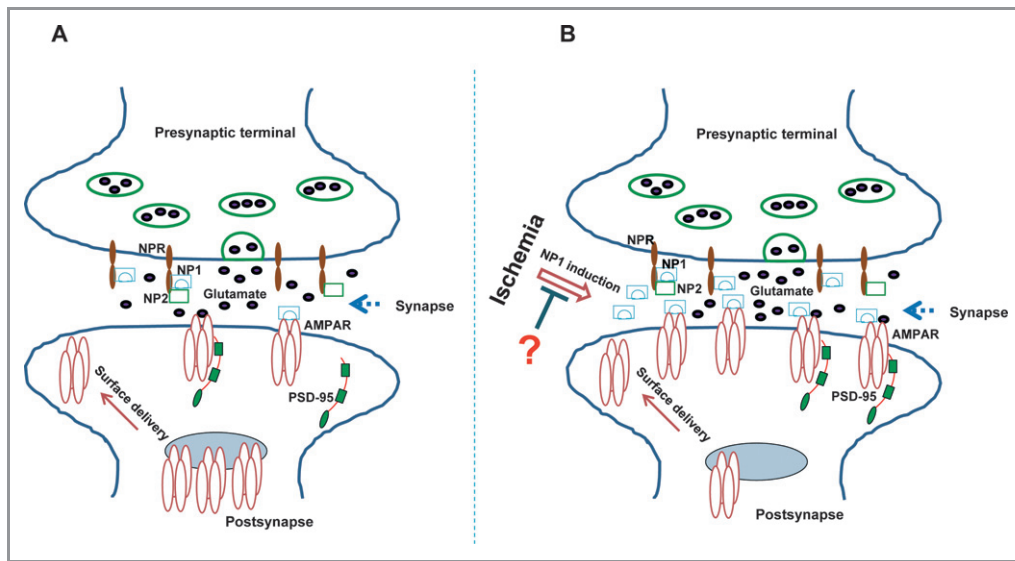 A
Presynaptic terminal
NPR
NP1
NP2
Glutamate
Synapse
AMPAR
PSD-95
Surface delivery
Postsynapse
B
Presynaptic terminal
NPR
NP1
Ischemia
NP1 induction
NP2
Glutamate
Synapse
?
AMPAR
PSD-95
Surface delivery
Postsynapse